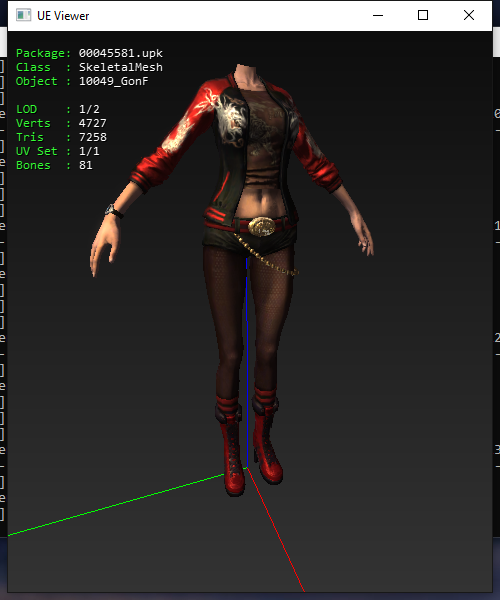 UE Viewer
Package: 00045581.upk
Class  : SkeletalMesh
Object : 10049_GonF
LOD    : 1/2
Verts  : 4727
Tris   : 7258
UV Set : 1/1
Bones  : 81